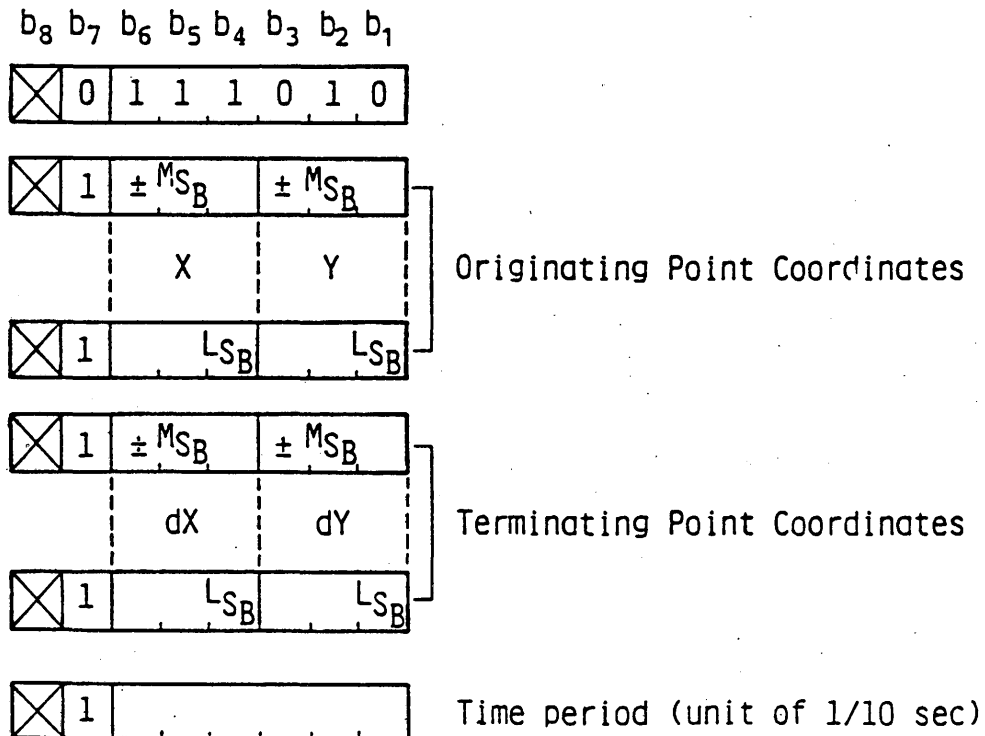 b8 b7 b6 b5 b4 b3 b2 b1
0 1 1 1 0 1 0
1 ± MSB ± MSB
X Y Originating Point Coordinates
1 LSB LSB
1 ± MSB ± MSB
dX dY Terminating Point Coordinates
1 LSB LSB
1 Time period (unit of 1/10 sec)